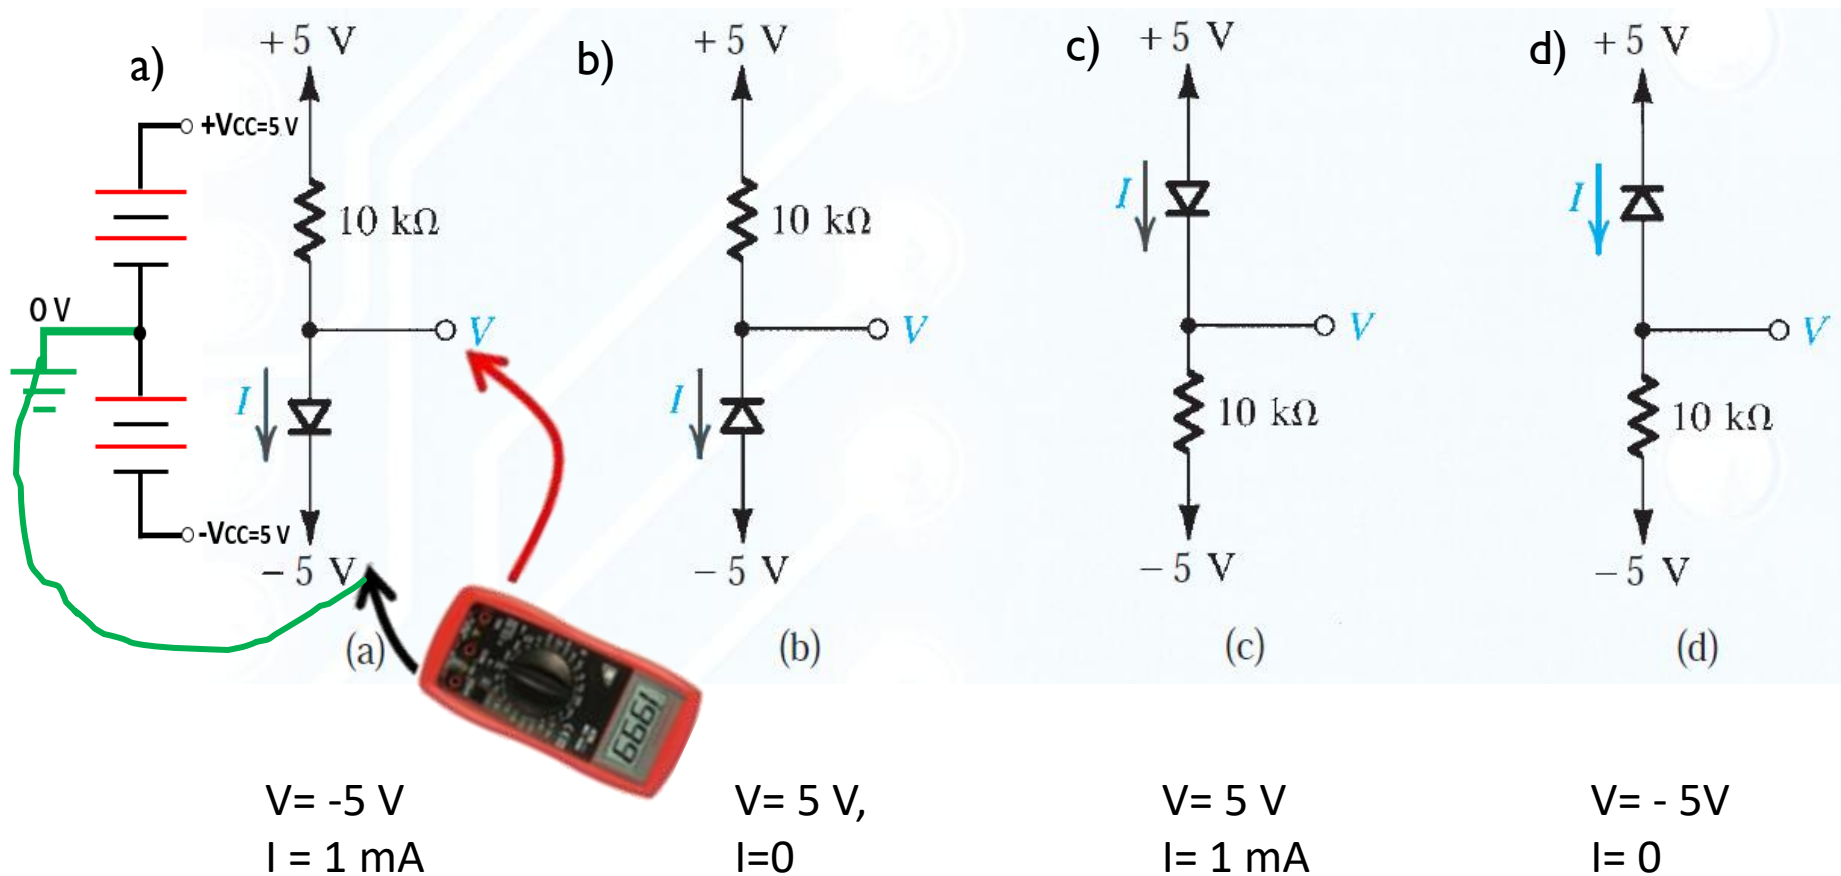 a)
+5 V
+VCC=5 V
10 kΩ
0 V
V
I
-VCC=5 V
−5 V
(a)
1999
V= -5 V
I = 1 mA
b)
+5 V
10 kΩ
V
I
−5 V
(b)
V= 5 V,
I=0
c)
+5 V
I
V
10 kΩ
−5 V
(c)
V= 5 V
I= 1 mA
d)
+5 V
I
V
10 kΩ
−5 V
(d)
V= - 5V
I= 0